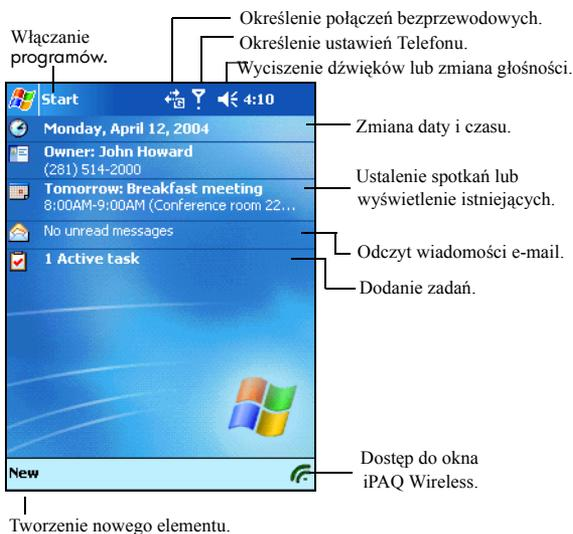 Określenie połączeń bezprzewodowych.
Włączanie
programów.
Określenie ustawień Telefonu.
Wyciszenie dźwięków lub zmiana głośności.
Start
4:10
Monday, April 12, 2004
Zmiana daty i czasu.
Owner: John Howard
(281) 514-2000
Tomorrow: Breakfast meeting
8:00AM-9:00AM (Conference room 22...
Ustalenie spotkań lub
wyświetlenie istniejących.
No unread messages
Odczyt wiadomości e-mail.
1 Active task
Dodanie zadań.
New
Dostęp do okna
iPAQ Wireless.
Tworzenie nowego elementu.